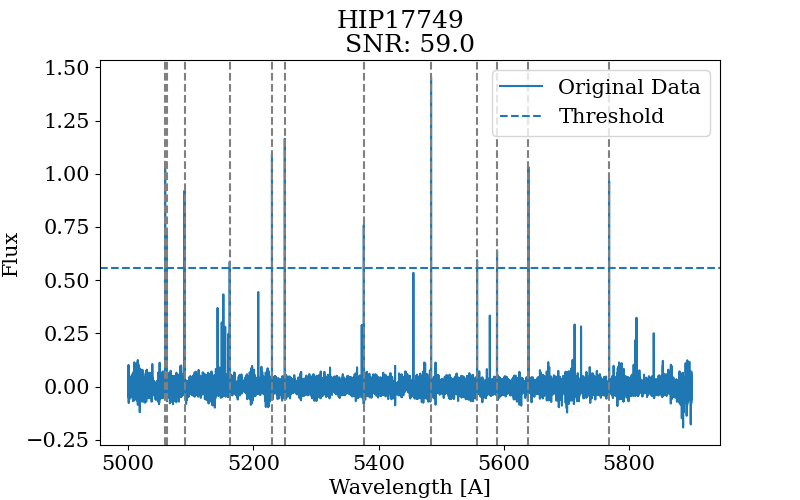 HIP17749
SNR: 59.0
Original Data
Threshold
Flux
1.50
1.25
1.00
0.75
0.50
0.25
0.00
−0.25
5000 5200 5400 5600 5800
Wavelength [A]